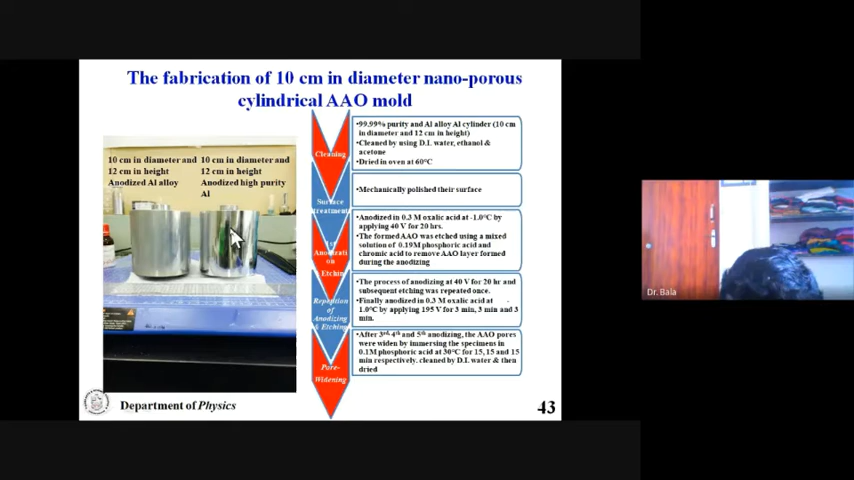 The fabrication of 10 cm in diameter nano-porous
cylindrical AAO mold
10 cm in diameter and
12 cm in height
Anodized Al alloy
10 cm in diameter and
12 cm in height
Anodized high purity
Al
Cleaning
•99.99% purity and Al alloy Al cylinder (10 cm
in diameter and 12 cm in height)
•Cleaned by using D.I. water, ethanol &
acetone
•Dried in oven at 60°C
Surface
treatment
•Mechanically polished their surface
1st
Anodizati
on
Etching
•Anodized in 0.3 M oxalic acid at -1.0°C by
applying 40 V for 20 hrs.
•The formed AAO was etched using a mixed
solution of 0.19M phosphoric acid and
chromic acid to remove AAO layer formed
during the anodizing
Repetition
of
Anodizing
& Etching
•The process of anodizing at 40 V for 20 hr and
subsequent etching was repeated once.
•Finally anodized in 0.3 M oxalic acid at -
1.0°C by applying 195 V for 3 min, 3 min and 3
min.
Pore-
Widening
•After 3rd, 4th and 5th anodizing, the AAO pores
were widen by immersing the specimens in
0.1M phosphoric acid at 30°C for 15, 15 and 15
min respectively. cleaned by D.I. water & then
dried
Department of Physics
43
Dr. Bala